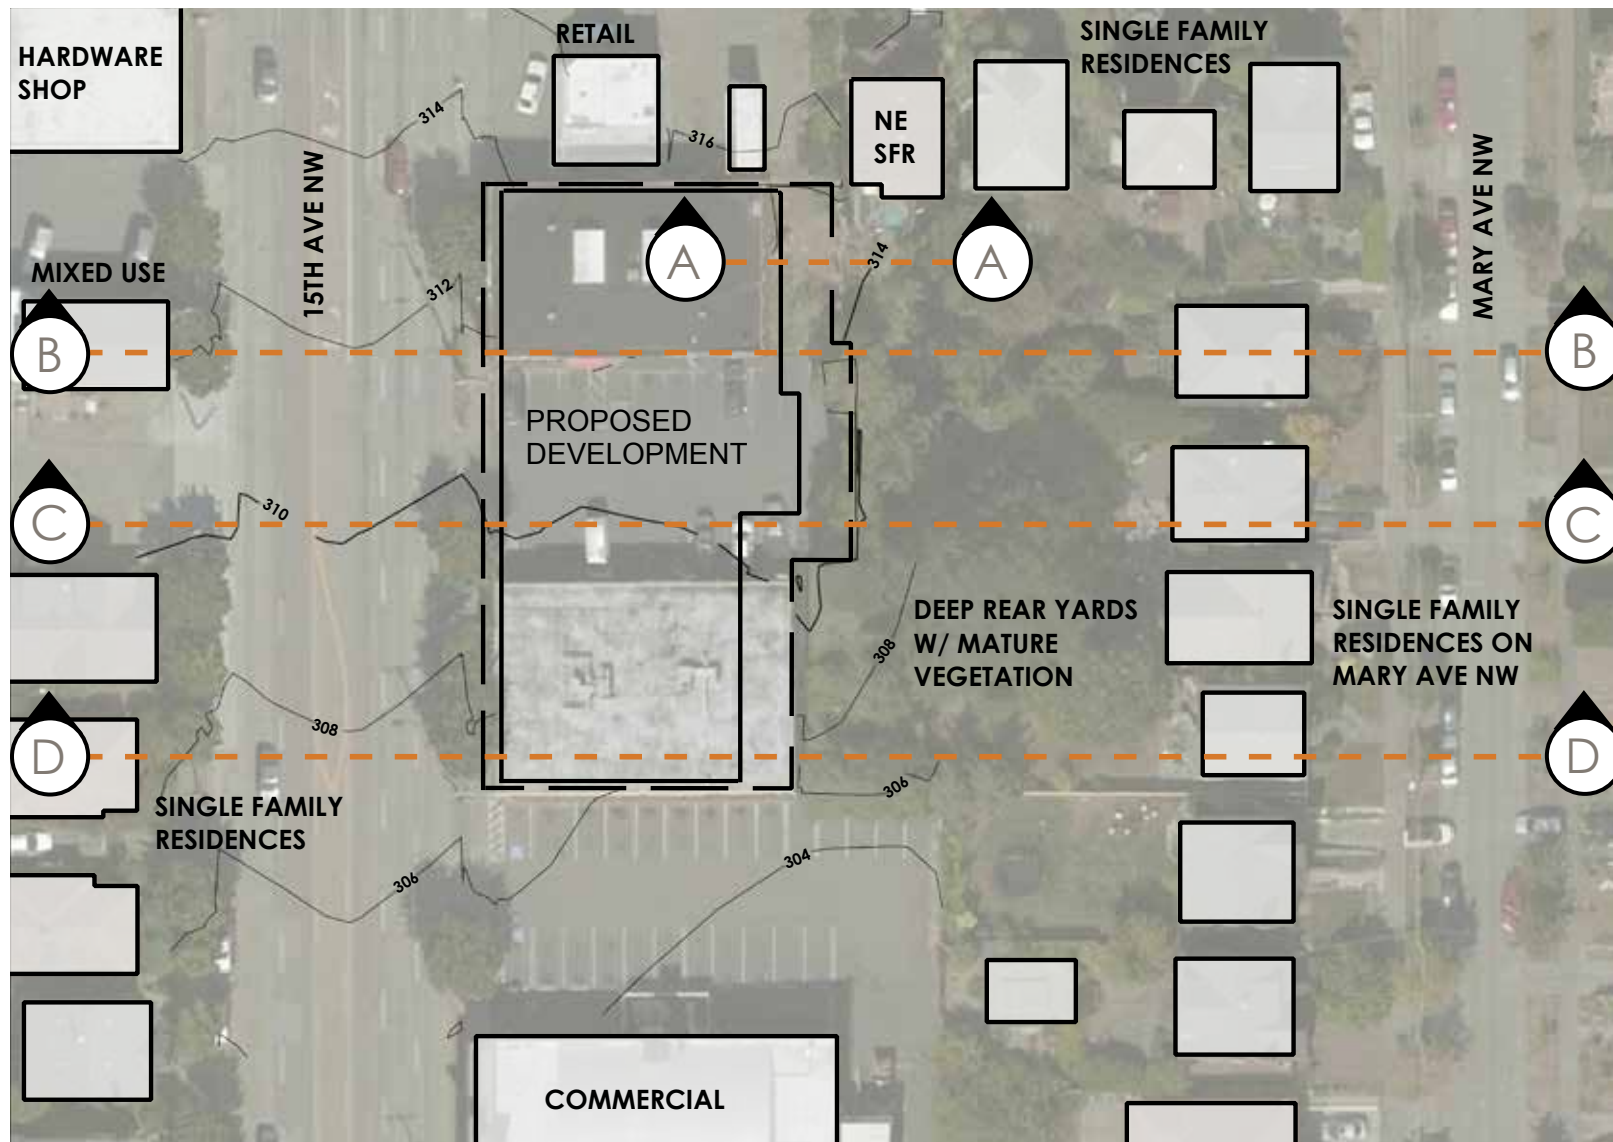 HARDWARE
SHOP
RETAIL
SINGLE FAMILY
RESIDENCES
314
316
NE
SFR
15TH AVE NW
MARY AVE NW
A
A
314
MIXED USE
312
B
B
PROPOSED
DEVELOPMENT
310
C
C
DEEP REAR YARDS
W/ MATURE
VEGETATION
308
SINGLE FAMILY
RESIDENCES ON
MARY AVE NW
308
D
D
306
SINGLE FAMILY
RESIDENCES
306
304
COMMERCIAL